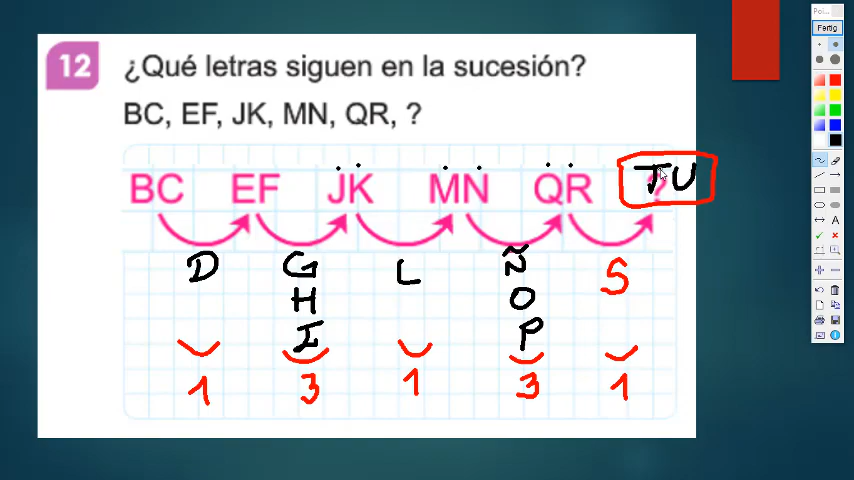 12 ¿Qué letras siguen en la sucesión?
BC, EF, JK, MN, QR, ?
BC EF JK MN QR ? TU
D G L Ñ S
H O
I P
1 3 1 3 1
Poi...
Fertig
A